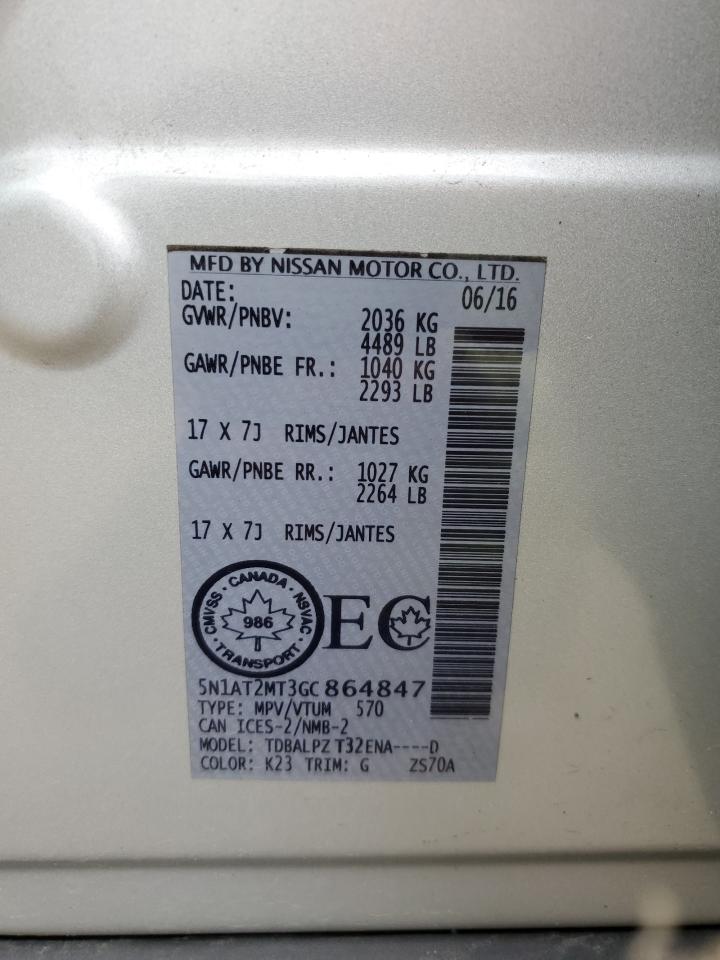 MFD BY NISSAN MOTOR CO., LTD.
DATE: 06/16
GVWR/PNBV: 2036 KG
4489 LB
GAWR/PNBE FR.: 1040 KG
2293 LB
17 X 7J RIMS/JANTES
GAWR/PNBE RR.: 1027 KG
2264 LB
17 X 7J RIMS/JANTES
CMVSS · CANADA · NSVAC · TRANSPORT ·
986
EC
5N1AT2MT3GC864847
TYPE: MPV/VTUM 570
CAN ICES-2/NMB-2
MODEL: TDBALPZ T32ENA----D
COLOR: K23 TRIM: G ZS70A